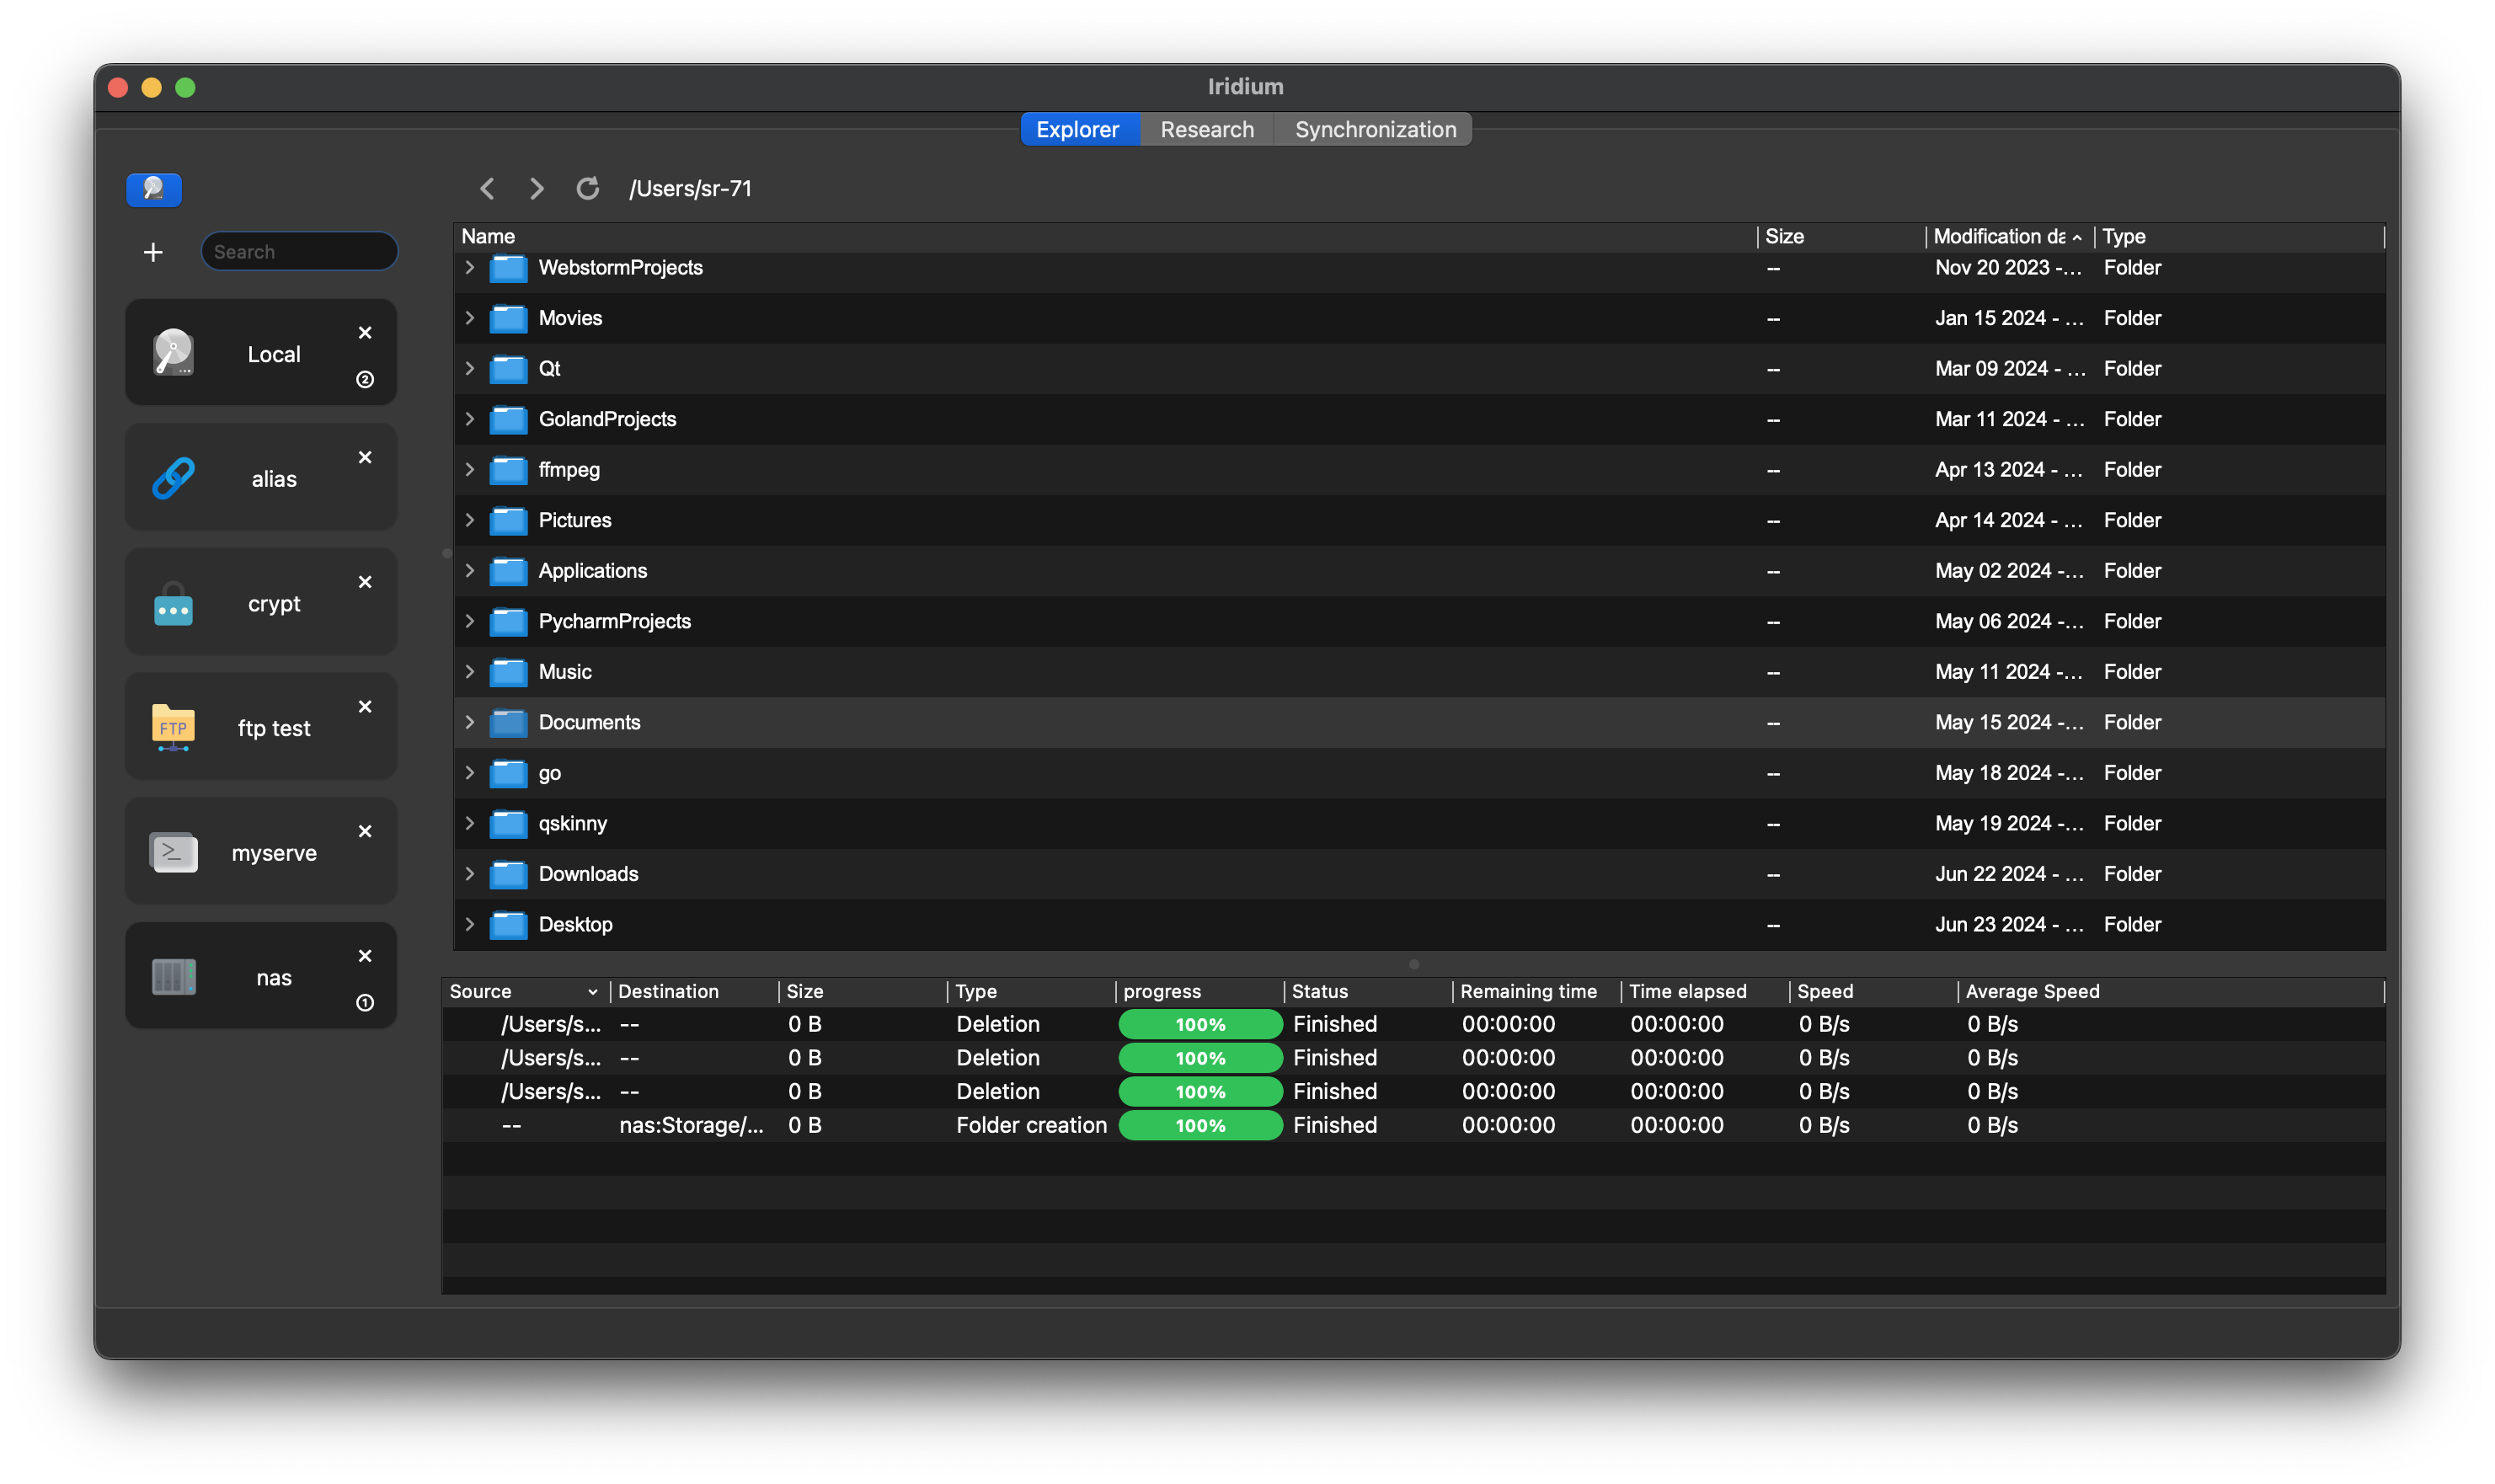 Iridium
Explorer Research Synchronization
/Users/sr-71
Search
Local
2
alias
crypt
FTP
ftp test
>_
myserve
nas
1
Name Size Modification da Type
WebstormProjects -- Nov 20 2023 -... Folder
Movies -- Jan 15 2024 - ... Folder
Qt -- Mar 09 2024 - ... Folder
GolandProjects -- Mar 11 2024 - ... Folder
ffmpeg -- Apr 13 2024 - ... Folder
Pictures -- Apr 14 2024 - ... Folder
Applications -- May 02 2024 -... Folder
PycharmProjects -- May 06 2024 -... Folder
Music -- May 11 2024 -... Folder
Documents -- May 15 2024 -... Folder
go -- May 18 2024 -... Folder
qskinny -- May 19 2024 -... Folder
Downloads -- Jun 22 2024 - ... Folder
Desktop -- Jun 23 2024 - ... Folder
Source Destination Size Type progress Status Remaining time Time elapsed Speed Average Speed
/Users/s... -- 0 B Deletion 100% Finished 00:00:00 00:00:00 0 B/s 0 B/s
/Users/s... -- 0 B Deletion 100% Finished 00:00:00 00:00:00 0 B/s 0 B/s
/Users/s... -- 0 B Deletion 100% Finished 00:00:00 00:00:00 0 B/s 0 B/s
-- nas:Storage/... 0 B Folder creation 100% Finished 00:00:00 00:00:00 0 B/s 0 B/s